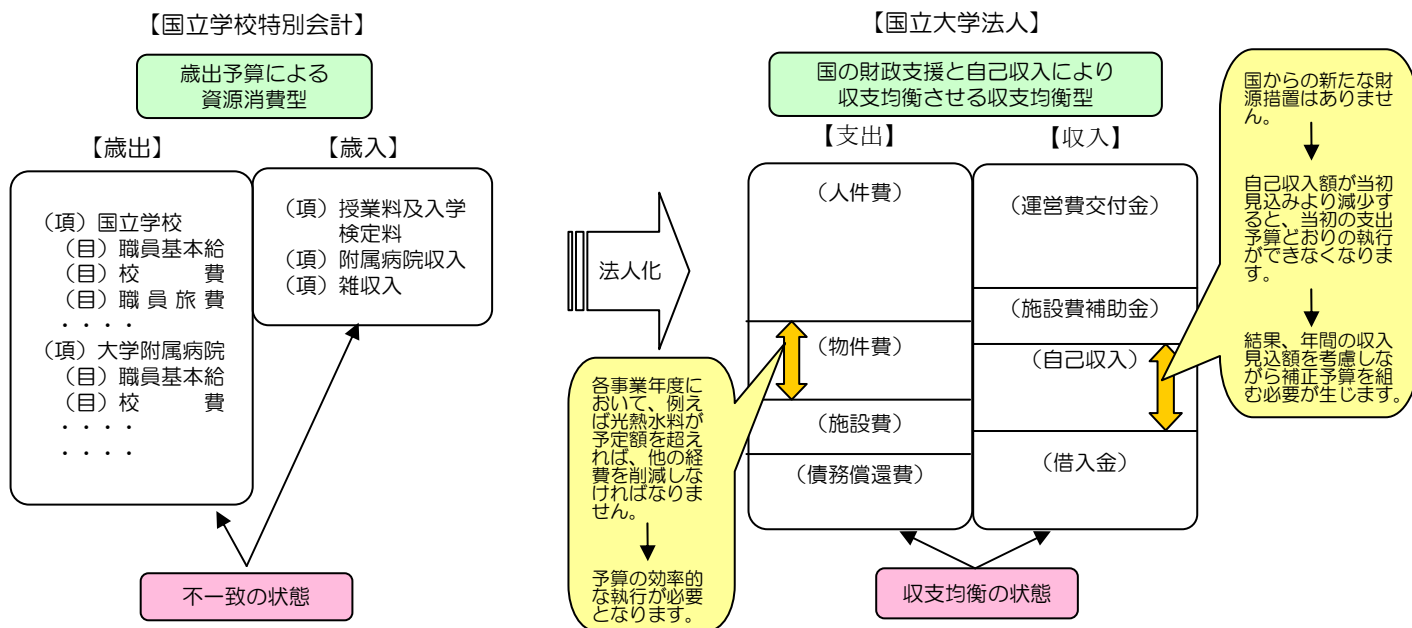 【国立学校特別会計】
歳出予算による
資源消費型
【歳出】
【歳入】
（項）国立学校
（目）職員基本給
（目）校　　　費
（目）職 員 旅 費
・・・・
（項）大学附属病院
（目）職員基本給
（目）校　　　費
・・・・
・・・・
（項）授業料及入学
検定料
（項）附属病院収入
（項）雑収入
不一致の状態
法人化
【国立大学法人】
国の財政支援と自己収入により
収支均衡させる収支均衡型
【支出】
【収入】
（人件費）
（物件費）
（施設費）
（債務償還費）
（運営費交付金）
（施設費補助金）
（自己収入）
（借入金）
収支均衡の状態
各事業年度に
おいて、例え
ば光熱水料が
予定額を超え
れば、他の経
費を削減しな
ければなりま
せん。
予算の効率的
な執行が必要
となります。
国からの新たな財
源措置はありませ
ん。
自己収入額が当初
見込みより減少す
ると、当初の支出
予算どおりの執行
ができなくなりま
す。
結果、年間の収入
見込額を考慮しな
がら補正予算を組
む必要が生じます。